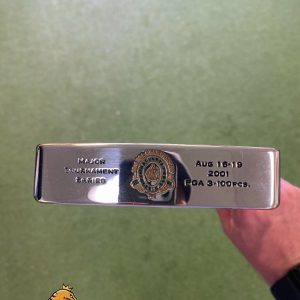 MAJOR
TOURNAMENT
SERIES
AUG 16-19
2001
PGA 3-100PCS.